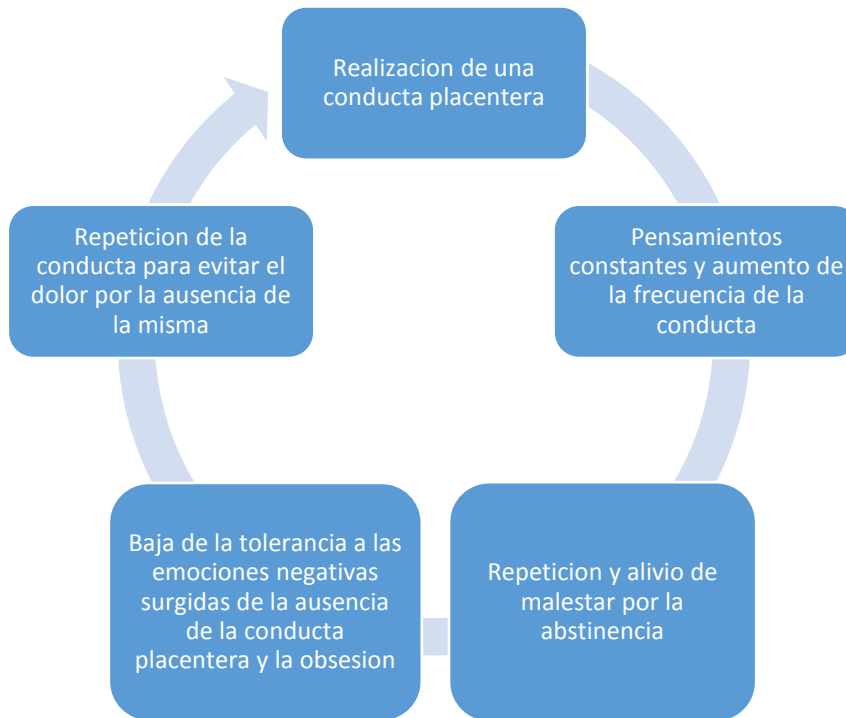 Realizacion de una
conducta placentera
Pensamientos
constantes y aumento de
la frecuencia de la
conducta
Repeticion y alivio de
malestar por la
abstinencia
Baja de la tolerancia a las
emociones negativas
surgidas de la ausencia
de la conducta
placentera y la obsesion
Repeticion de la
conducta para evitar el
dolor por la ausencia de
la misma